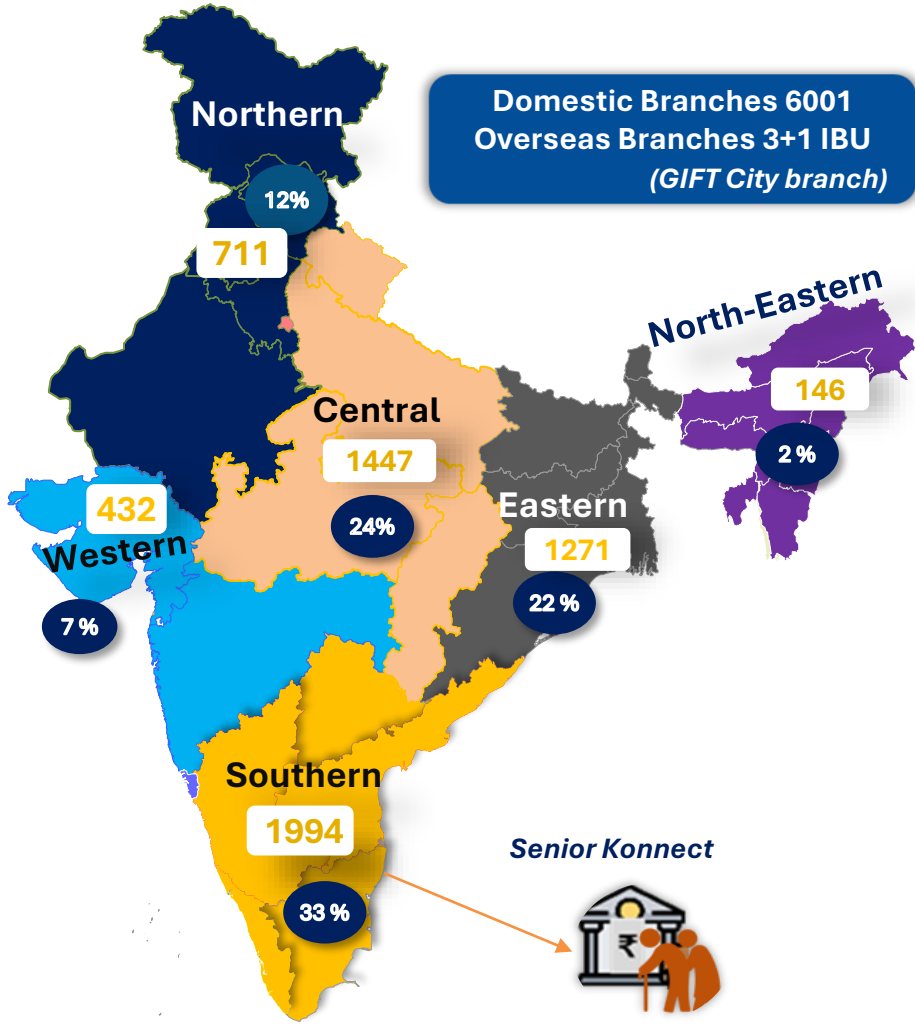 Northern
Domestic Branches 6001
Overseas Branches 3+1 IBU
(GIFT City branch)
12%
711
North-Eastern
146
2 %
Central
1447
24%
432
Western
7 %
Eastern
1271
22 %
Southern
1994
33 %
Senior Konnect
₹